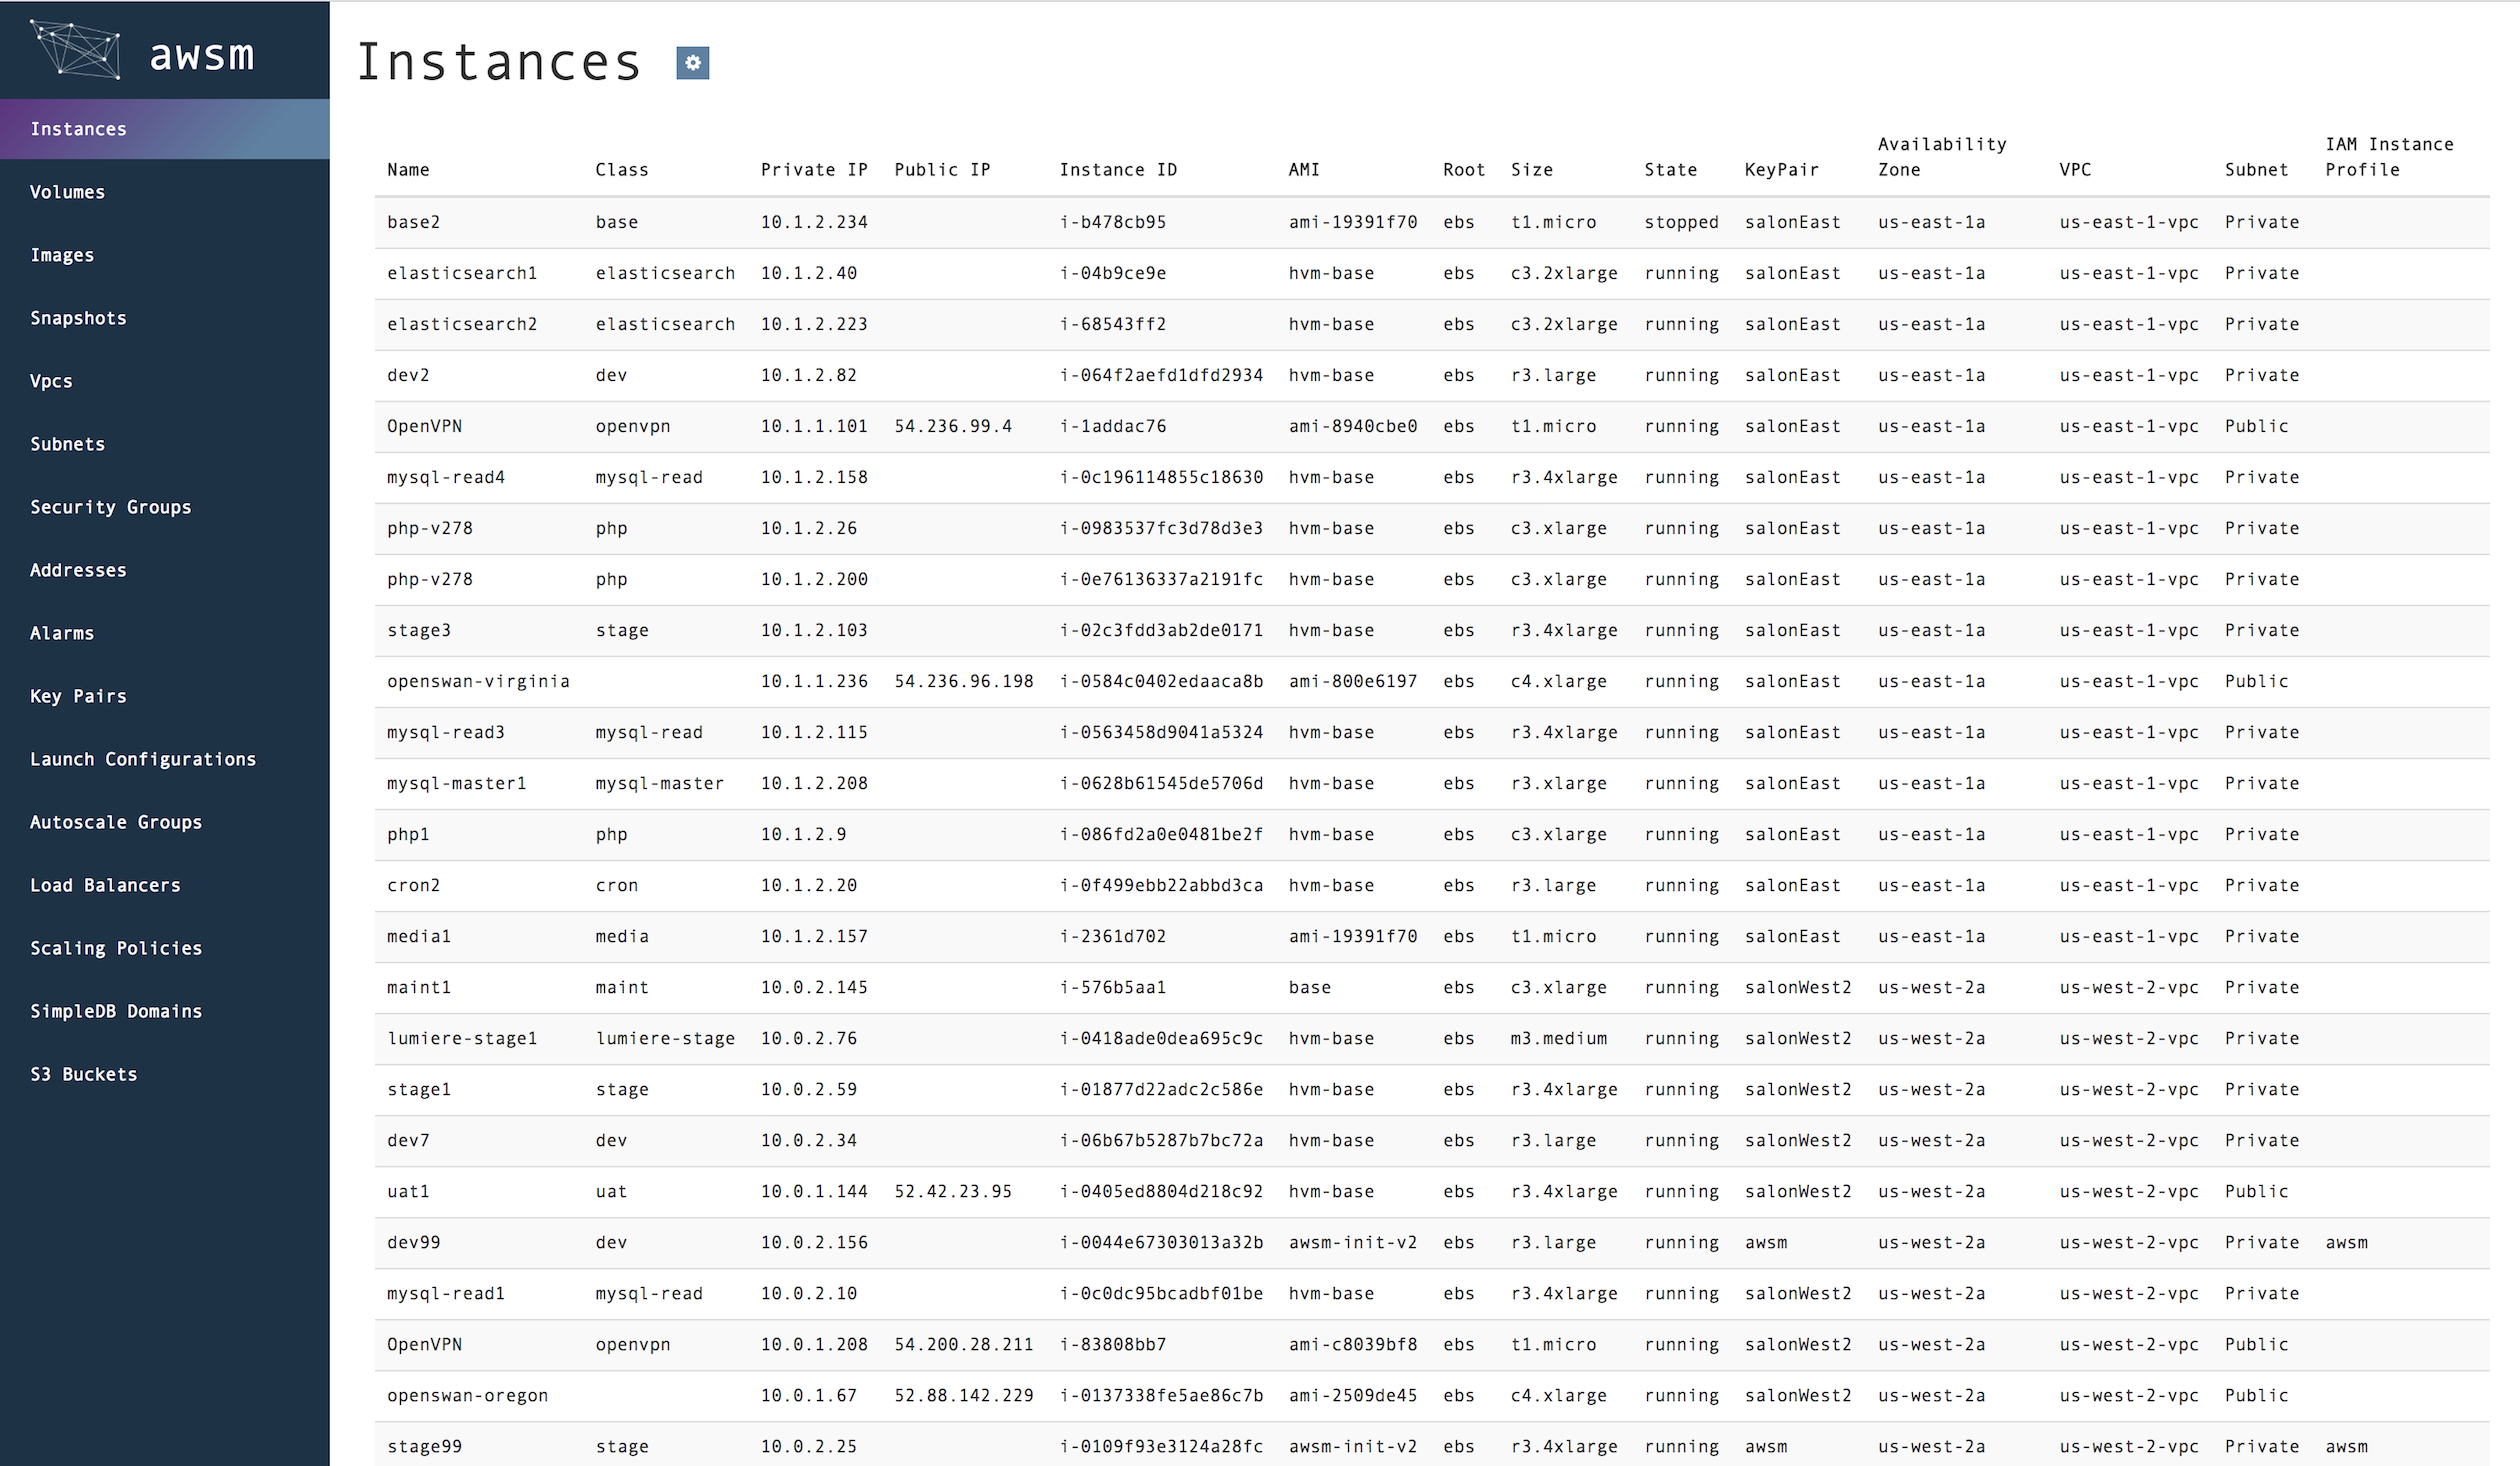 awsm
Instances
Volumes
Images
Snapshots
Vpcs
Subnets
Security Groups
Addresses
Alarms
Key Pairs
Launch Configurations
Autoscale Groups
Load Balancers
Scaling Policies
SimpleDB Domains
S3 Buckets
Instances
Name Class Private IP Public IP Instance ID AMI Root Size State KeyPair Availability Zone VPC Subnet IAM Instance Profile
base2 base 10.1.2.234 i-b478cb95 ami-19391f70 ebs t1.micro stopped salonEast us-east-1a us-east-1-vpc Private
elasticsearch1 elasticsearch 10.1.2.40 i-04b9ce9e hvm-base ebs c3.2xlarge running salonEast us-east-1a us-east-1-vpc Private
elasticsearch2 elasticsearch 10.1.2.223 i-68543ff2 hvm-base ebs c3.2xlarge running salonEast us-east-1a us-east-1-vpc Private
dev2 dev 10.1.2.82 i-064f2aefd1dfd2934 hvm-base ebs r3.large running salonEast us-east-1a us-east-1-vpc Private
OpenVPN openvpn 10.1.1.101 54.236.99.4 i-1addac76 ami-8940cbe0 ebs t1.micro running salonEast us-east-1a us-east-1-vpc Public
mysql-read4 mysql-read 10.1.2.158 i-0c196114855c18630 hvm-base ebs r3.4xlarge running salonEast us-east-1a us-east-1-vpc Private
php-v278 php 10.1.2.26 i-0983537fc3d78d3e3 hvm-base ebs c3.xlarge running salonEast us-east-1a us-east-1-vpc Private
php-v278 php 10.1.2.200 i-0e76136337a2191fc hvm-base ebs c3.xlarge running salonEast us-east-1a us-east-1-vpc Private
stage3 stage 10.1.2.103 i-02c3fdd3ab2de0171 hvm-base ebs r3.4xlarge running salonEast us-east-1a us-east-1-vpc Private
openswan-virginia 10.1.1.236 54.236.96.198 i-0584c0402edaaca8b ami-800e6197 ebs c4.xlarge running salonEast us-east-1a us-east-1-vpc Public
mysql-read3 mysql-read 10.1.2.115 i-0563458d9041a5324 hvm-base ebs r3.4xlarge running salonEast us-east-1a us-east-1-vpc Private
mysql-master1 mysql-master 10.1.2.208 i-0628b61545de5706d hvm-base ebs r3.xlarge running salonEast us-east-1a us-east-1-vpc Private
php1 php 10.1.2.9 i-086fd2a0e0481be2f hvm-base ebs c3.xlarge running salonEast us-east-1a us-east-1-vpc Private
cron2 cron 10.1.2.20 i-0f499ebb22abbd3ca hvm-base ebs r3.large running salonEast us-east-1a us-east-1-vpc Private
media1 media 10.1.2.157 i-2361d702 ami-19391f70 ebs t1.micro running salonEast us-east-1a us-east-1-vpc Private
maint1 maint 10.0.2.145 i-576b5aa1 base ebs c3.xlarge running salonWest2 us-west-2a us-west-2-vpc Private
lumiere-stage1 lumiere-stage 10.0.2.76 i-0418ade0dea695c9c hvm-base ebs m3.medium running salonWest2 us-west-2a us-west-2-vpc Private
stage1 stage 10.0.2.59 i-01877d22adc2c586e hvm-base ebs r3.4xlarge running salonWest2 us-west-2a us-west-2-vpc Private
dev7 dev 10.0.2.34 i-06b67b5287b7bc72a hvm-base ebs r3.large running salonWest2 us-west-2a us-west-2-vpc Private
uat1 uat 10.0.1.144 52.42.23.95 i-0405ed8804d218c92 hvm-base ebs r3.4xlarge running salonWest2 us-west-2a us-west-2-vpc Public
dev99 dev 10.0.2.156 i-0044e67303013a32b awsm-init-v2 ebs r3.large running awsm us-west-2a us-west-2-vpc Private awsm
mysql-read1 mysql-read 10.0.2.10 i-0c0dc95bcadbf01be hvm-base ebs r3.4xlarge running salonWest2 us-west-2a us-west-2-vpc Private
OpenVPN openvpn 10.0.1.208 54.200.28.211 i-83808bb7 ami-c8039bf8 ebs t1.micro running salonWest2 us-west-2a us-west-2-vpc Public
openswan-oregon 10.0.1.67 52.88.142.229 i-0137338fe5ae86c7b ami-2509de45 ebs c4.xlarge running salonWest2 us-west-2a us-west-2-vpc Public
stage99 stage 10.0.2.25 i-0109f93e3124a28fc awsm-init-v2 ebs r3.4xlarge running awsm us-west-2a us-west-2-vpc Private awsm